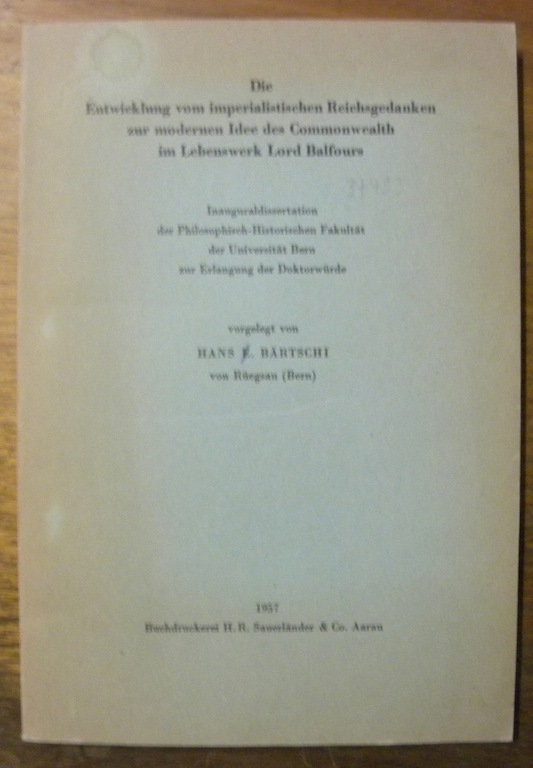 Die
Entwicklung vom imperialistischen Reichsgedanken
zur modernen Idee des Commonwealth
im Lebenswerk Lord Balfours
Inauguraldissertation
der Philosophisch-Historischen Fakultät
der Universität Bern
zur Erlangung der Doktorwürde
vorgelegt von
HANS E. BÄRTSCHI
von Rüegsau (Bern)
1957
Buchdruckerei H. R. Sauerländer & Co. Aarau